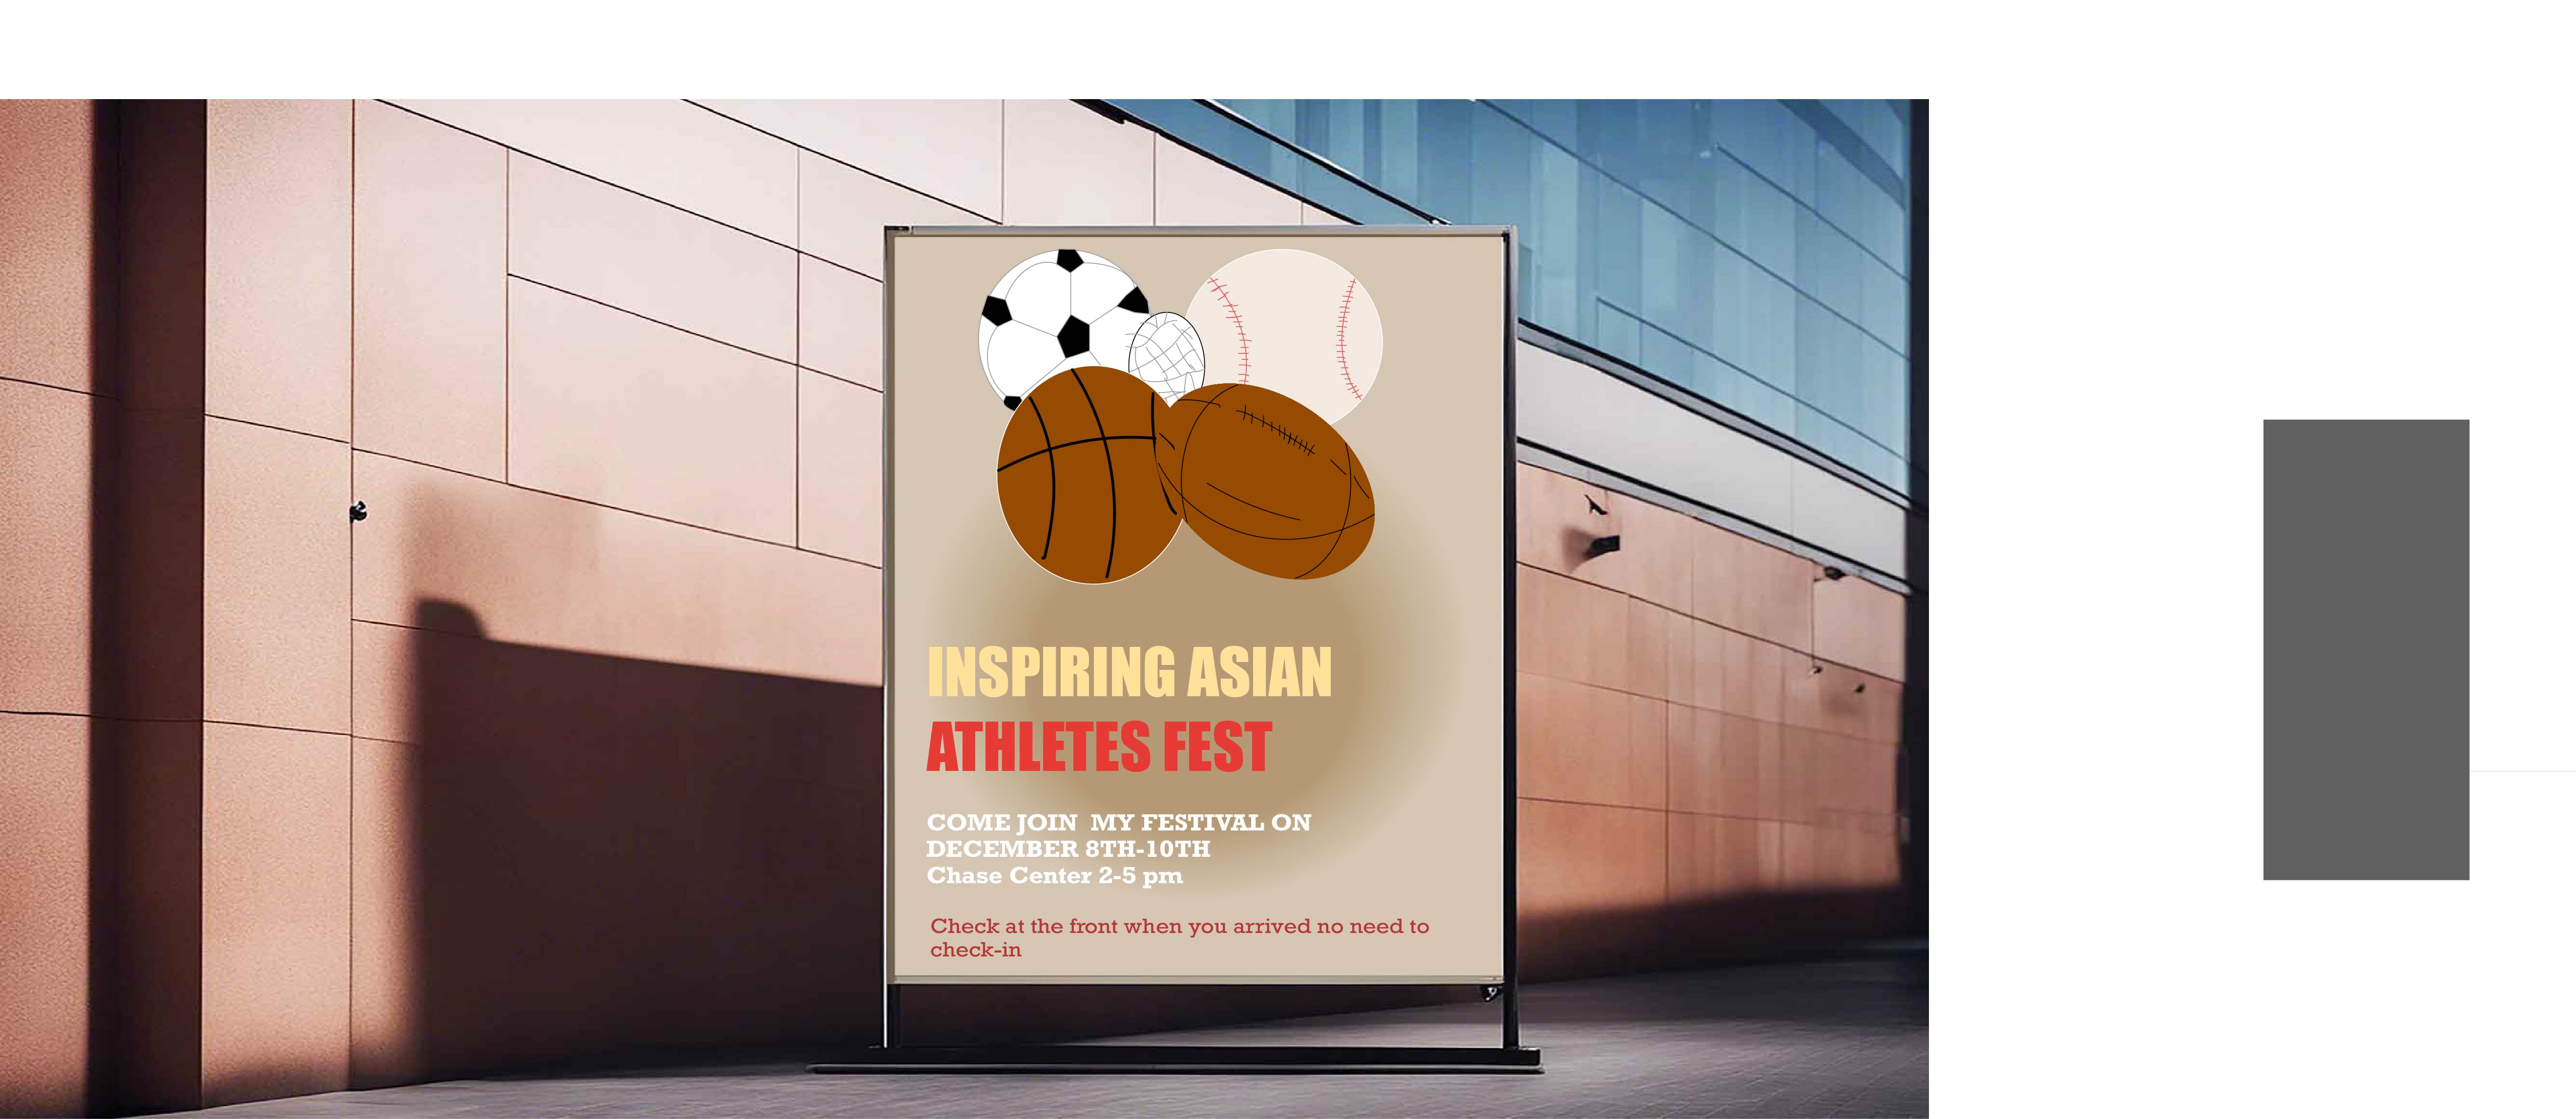 INSPIRING ASIAN
ATHLETES FEST
COME JOIN  MY FESTIVAL ON
DECEMBER 8TH-10TH
Chase Center 2-5 pm
Check at the front when you arrived no need to
check-in